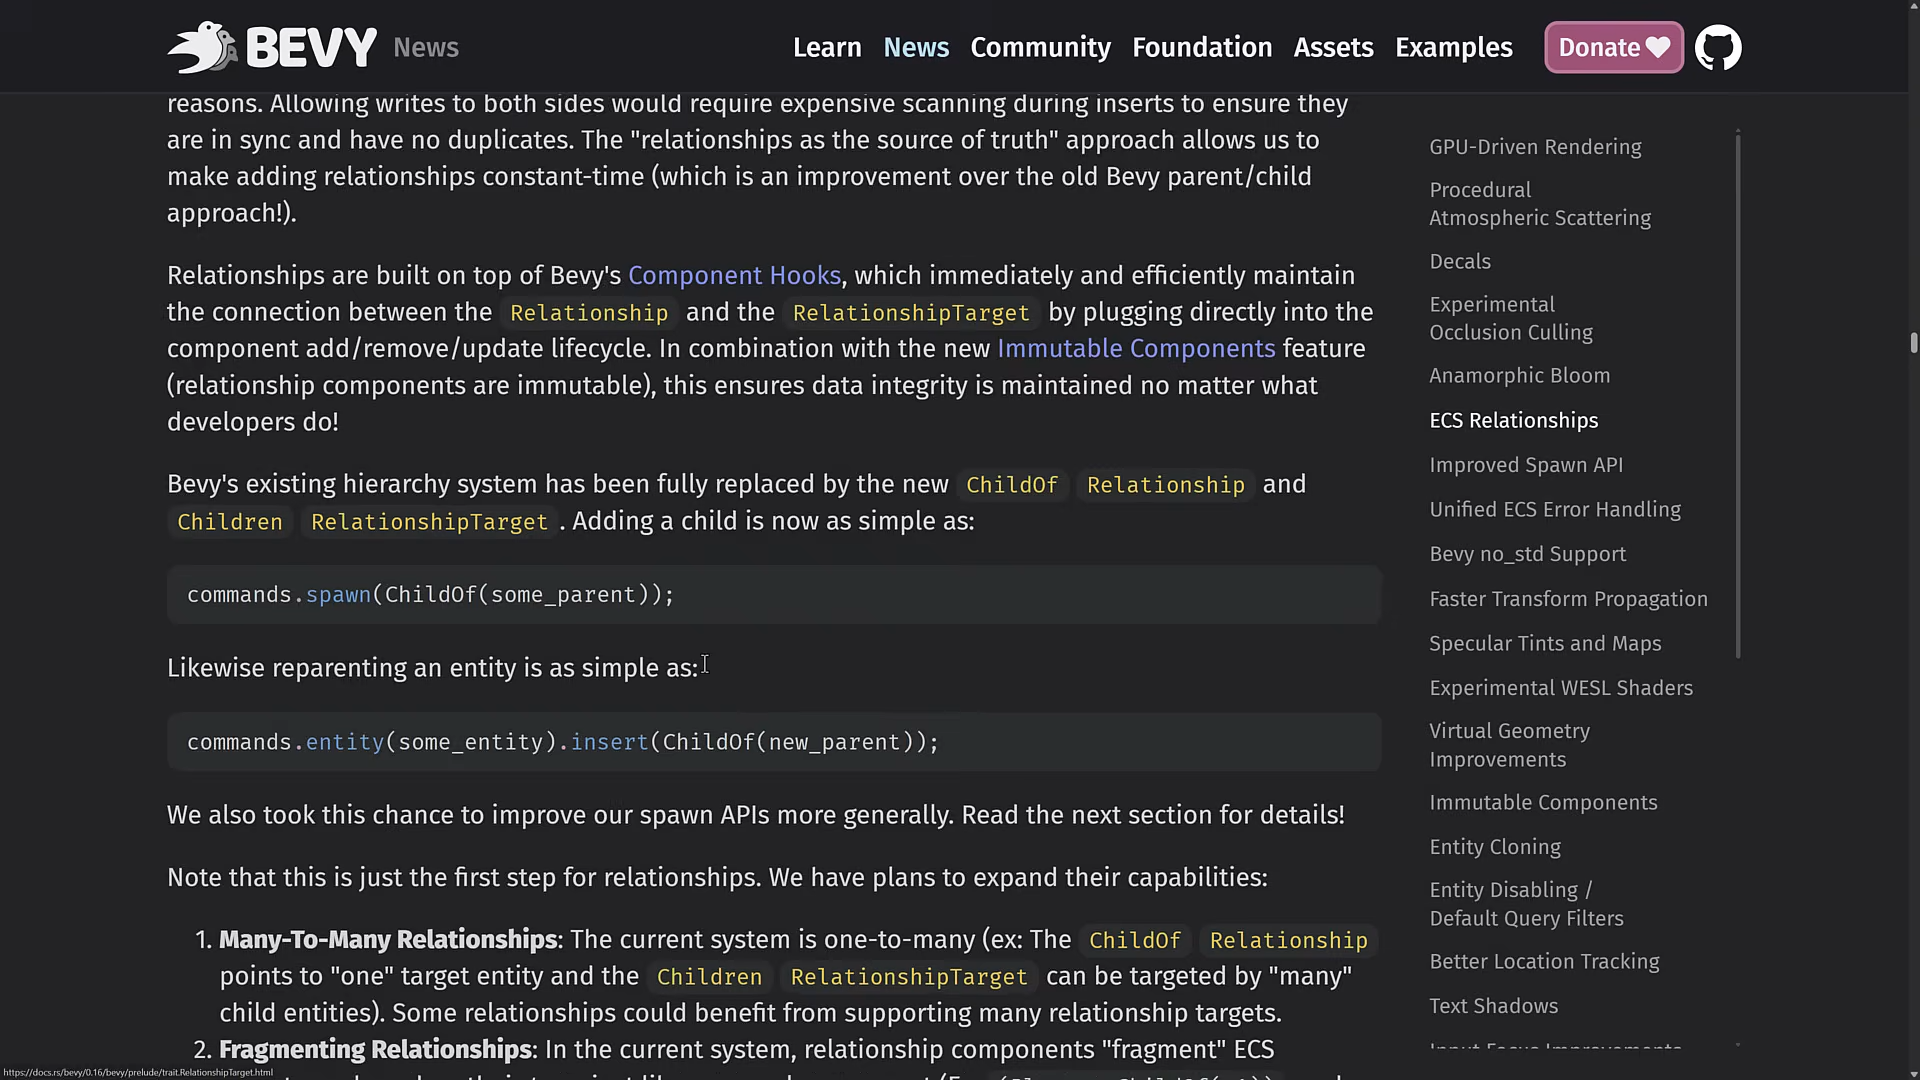 BEVY News
Learn News Community Foundation Assets Examples Donate
reasons. Allowing writes to both sides would require expensive scanning during inserts to ensure they
are in sync and have no duplicates. The "relationships as the source of truth" approach allows us to
make adding relationships constant-time (which is an improvement over the old Bevy parent/child
approach!).
Relationships are built on top of Bevy's Component Hooks, which immediately and efficiently maintain
the connection between the Relationship and the RelationshipTarget by plugging directly into the
component add/remove/update lifecycle. In combination with the new Immutable Components feature
(relationship components are immutable), this ensures data integrity is maintained no matter what
developers do!
Bevy's existing hierarchy system has been fully replaced by the new ChildOf Relationship and
Children RelationshipTarget . Adding a child is now as simple as:
commands.spawn(ChildOf(some_parent));
Likewise reparenting an entity is as simple as:
commands.entity(some_entity).insert(ChildOf(new_parent));
We also took this chance to improve our spawn APIs more generally. Read the next section for details!
Note that this is just the first step for relationships. We have plans to expand their capabilities:
1. Many-To-Many Relationships: The current system is one-to-many (ex: The ChildOf Relationship
points to "one" target entity and the Children RelationshipTarget can be targeted by "many"
child entities). Some relationships could benefit from supporting many relationship targets.
2. Fragmenting Relationships: In the current system, relationship components "fragment" ECS
GPU-Driven Rendering
Procedural
Atmospheric Scattering
Decals
Experimental
Occlusion Culling
Anamorphic Bloom
ECS Relationships
Improved Spawn API
Unified ECS Error Handling
Bevy no_std Support
Faster Transform Propagation
Specular Tints and Maps
Experimental WESL Shaders
Virtual Geometry
Improvements
Immutable Components
Entity Cloning
Entity Disabling /
Default Query Filters
Better Location Tracking
Text Shadows
Input Focus Improvements
https://docs.rs/bevy/0.16/bevy/prelude/trait.RelationshipTarget.html